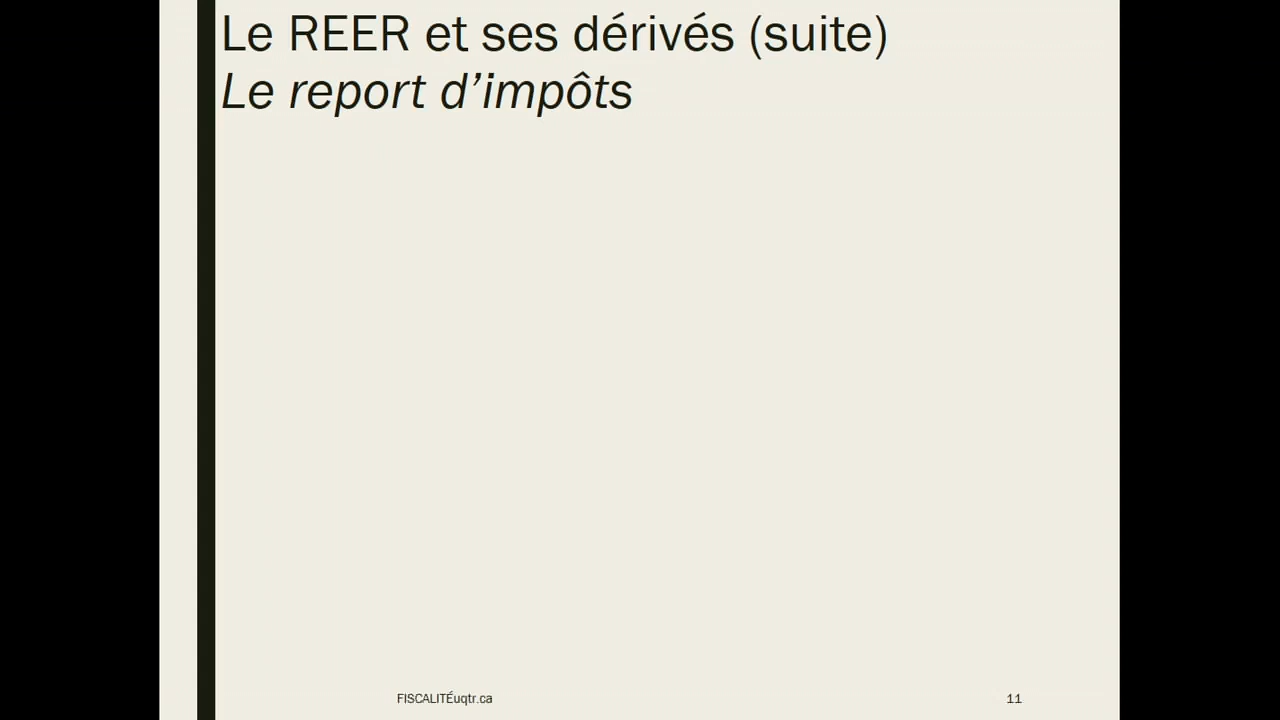 Le REER et ses dérivés (suite)
Le report d’impôts
FISCALITÉuqtr.ca
11